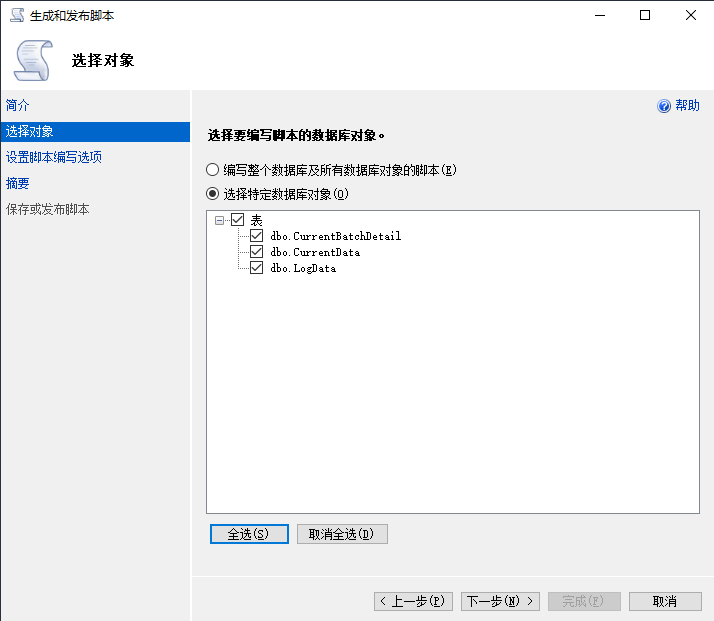 生成和发布脚本
选择对象
简介
选择对象
设置脚本编写选项
摘要
保存或发布脚本
帮助
选择要编写脚本的数据库对象。
编写整个数据库及所有数据库对象的脚本(E)
选择特定数据库对象(O)
表
dbo.CurrentBatchDetail
dbo.CurrentData
dbo.LogData
全选(S)
取消全选(D)
< 上一步(P)
下一步(N) >
完成(F)
取消